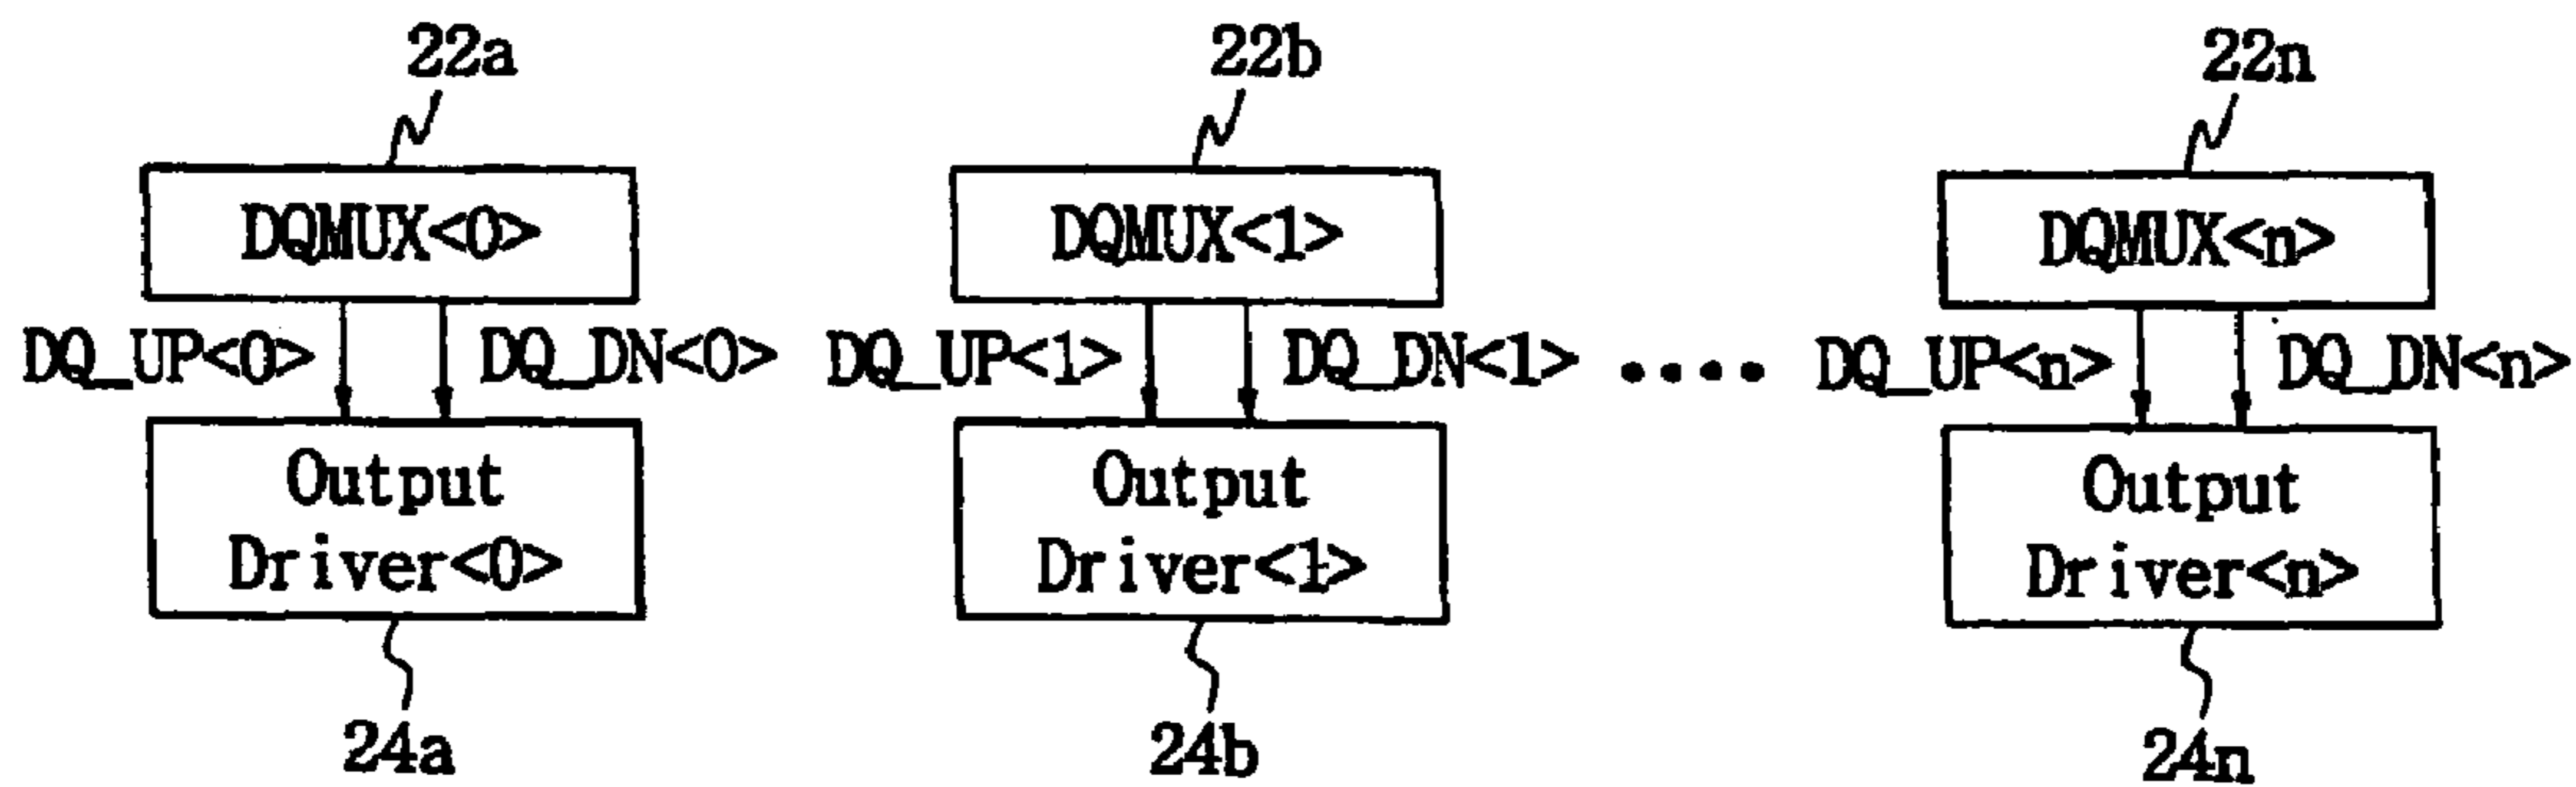 22a 22b 22n
DQMUX<0> DQMUX<1> DQMUX<n>
DQ_UP<0> DQ_DN<0> DQ_UP<1> DQ_DN<1> •••• DQ_UP<n> DQ_DN<n>
Output Output Output
Driver<0> Driver<1> Driver<n>
24a 24b 24n